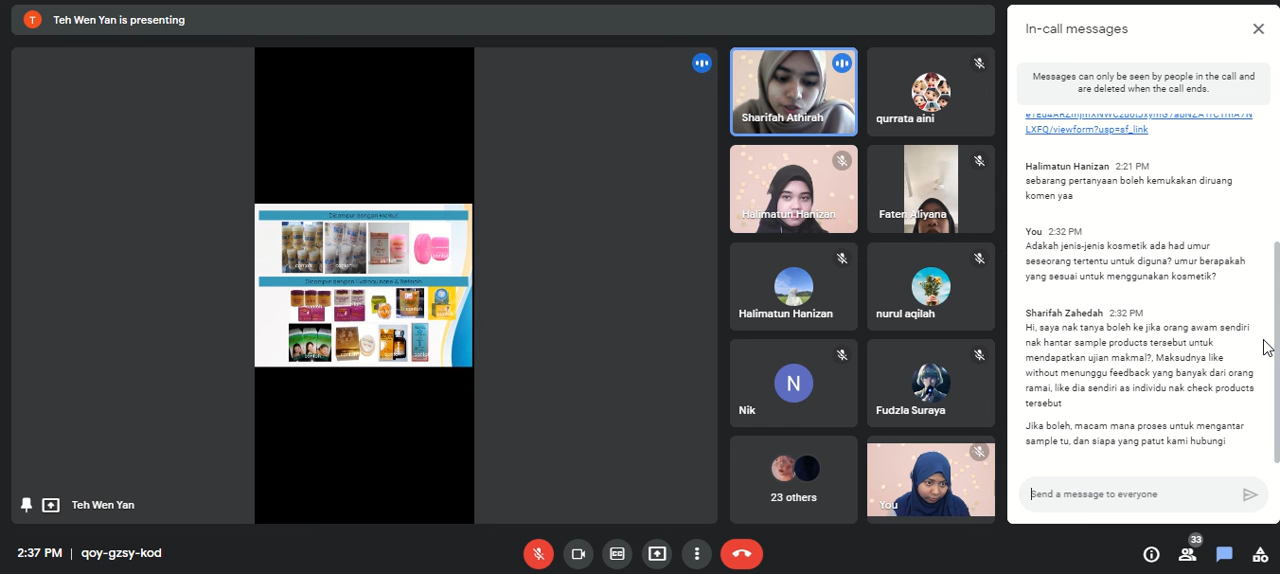 T
Teh Wen Yan is presenting
Teh Wen Yan
Sharifah Athirah
qurrata aini
Halimatun Hanizan
Faten Aliyana
Halimatun Hanizan
nurul aqilah
N
Nik
Fudzla Suraya
23 others
You
In-call messages
Messages can only be seen by people in the call and
are deleted when the call ends.
LXFQ/viewform?usp=sf_link
Halimatun Hanizan 2:21 PM
sebarang pertanyaan boleh kemukakan diruang
komen yaa
You 2:32 PM
Adakah jenis-jenis kosmetik ada had umur
seseorang tertentu untuk diguna? umur berapakah
yang sesuai untuk menggunakan kosmetik?
Sharifah Zahedah 2:32 PM
Hi, saya nak tanya boleh ke jika orang awam sendiri
nak hantar sample products tersebut untuk
mendapatkan ujian makmal?, Maksudnya like
without menunggu feedback yang banyak dari orang
ramai, like dia sendiri as individu nak check products
tersebut
Jika boleh, macam mana proses untuk mengantar
sample tu, dan siapa yang patut kami hubungi
Send a message to everyone
2:37 PM | qoy-gzsy-kod
33